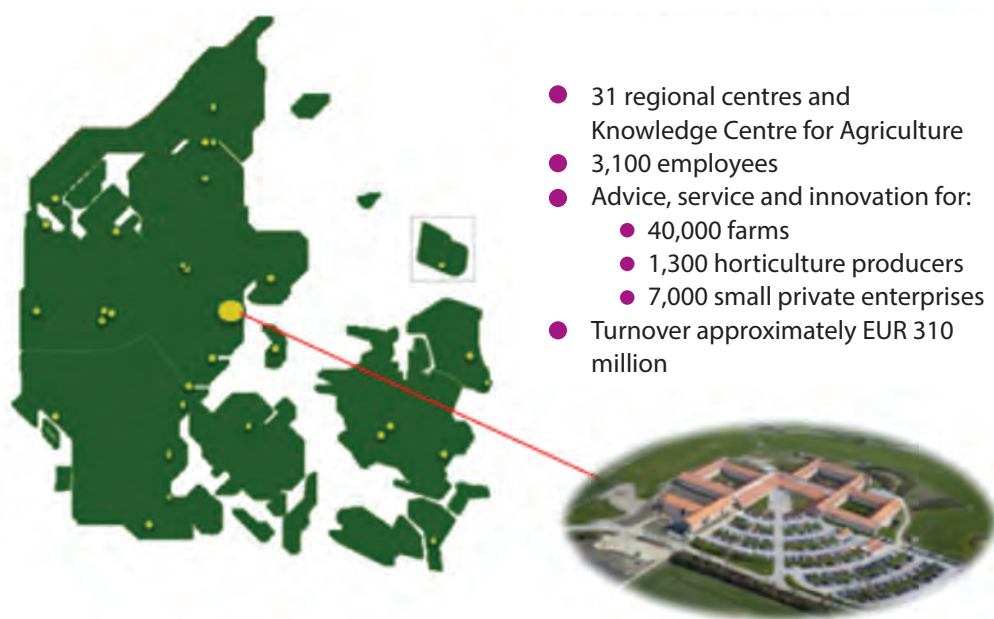 31 regional centres and
Knowledge Centre for Agriculture
3,100 employees
Advice, service and innovation for:
40,000 farms
1,300 horticulture producers
7,000 small private enterprises
Turnover approximately EUR 310
million